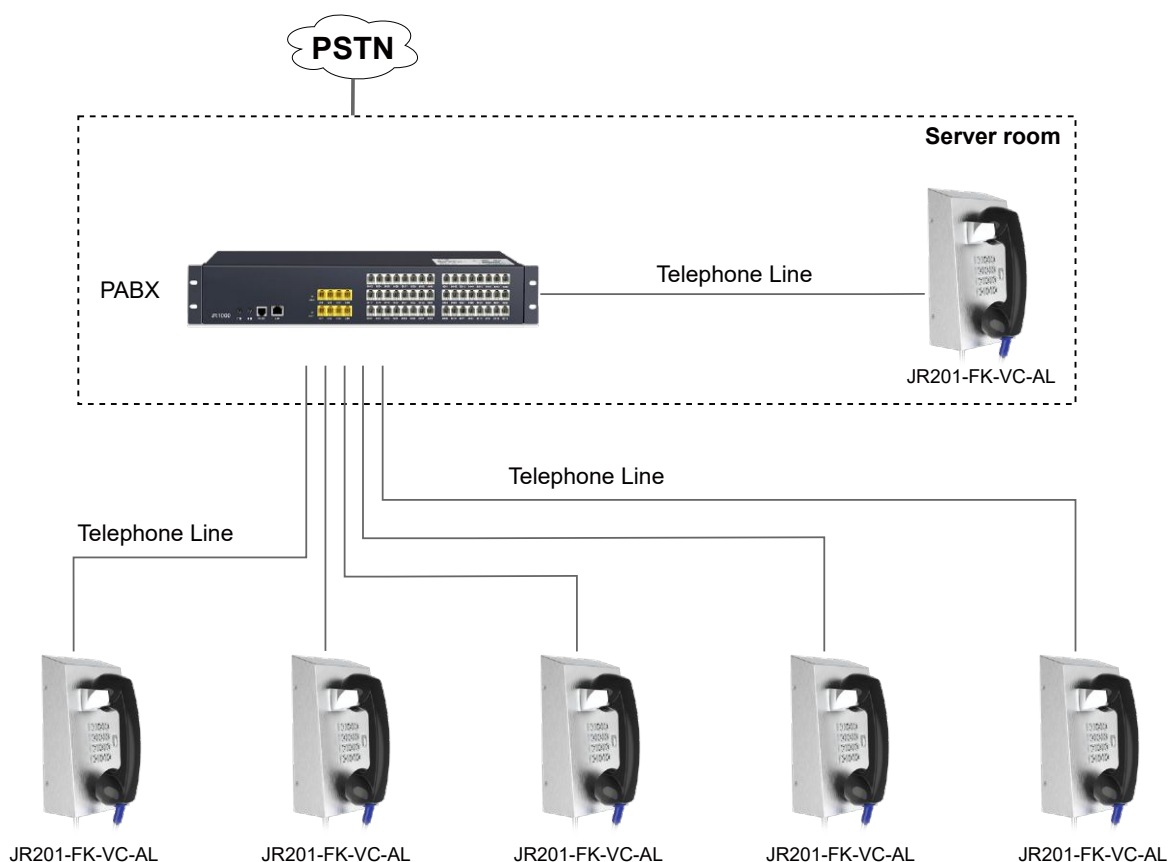 PSTN
Server room
PABX
Telephone Line
JR201-FK-VC-AL
Telephone Line
Telephone Line
JR201-FK-VC-AL
JR201-FK-VC-AL
JR201-FK-VC-AL
JR201-FK-VC-AL
JR201-FK-VC-AL